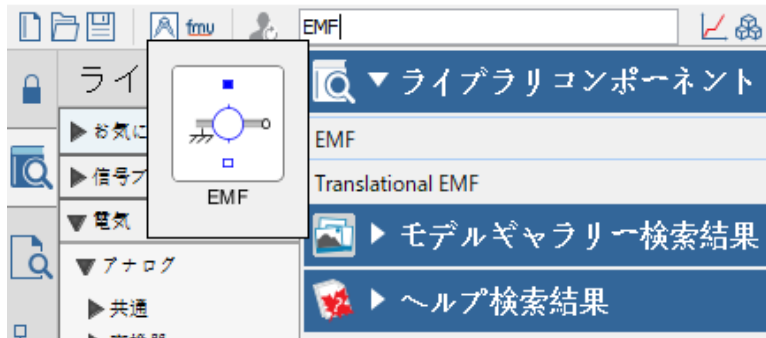 fmu
EMF
ライ
ライブラリコンポーネント
お気に
EMF
信号ブ
Translational EMF
EMF
電気
モデルギャラリー検索結果
アナログ
ヘルプ検索結果
共通